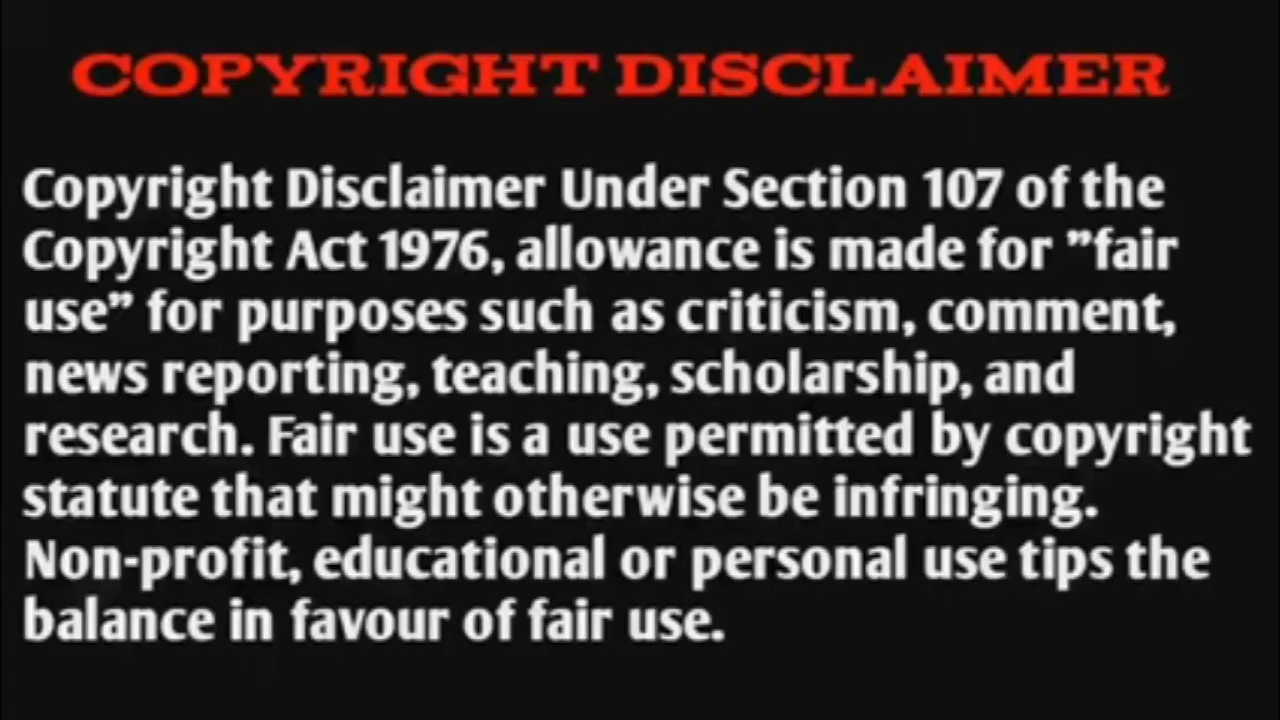 COPYRIGHT DISCLAIMER
Copyright Disclaimer Under Section 107 of the
Copyright Act 1976, allowance is made for ”fair
use” for purposes such as criticism, comment,
news reporting, teaching, scholarship, and
research. Fair use is a use permitted by copyright
statute that might otherwise be infringing.
Non-profit, educational or personal use tips the
balance in favour of fair use.